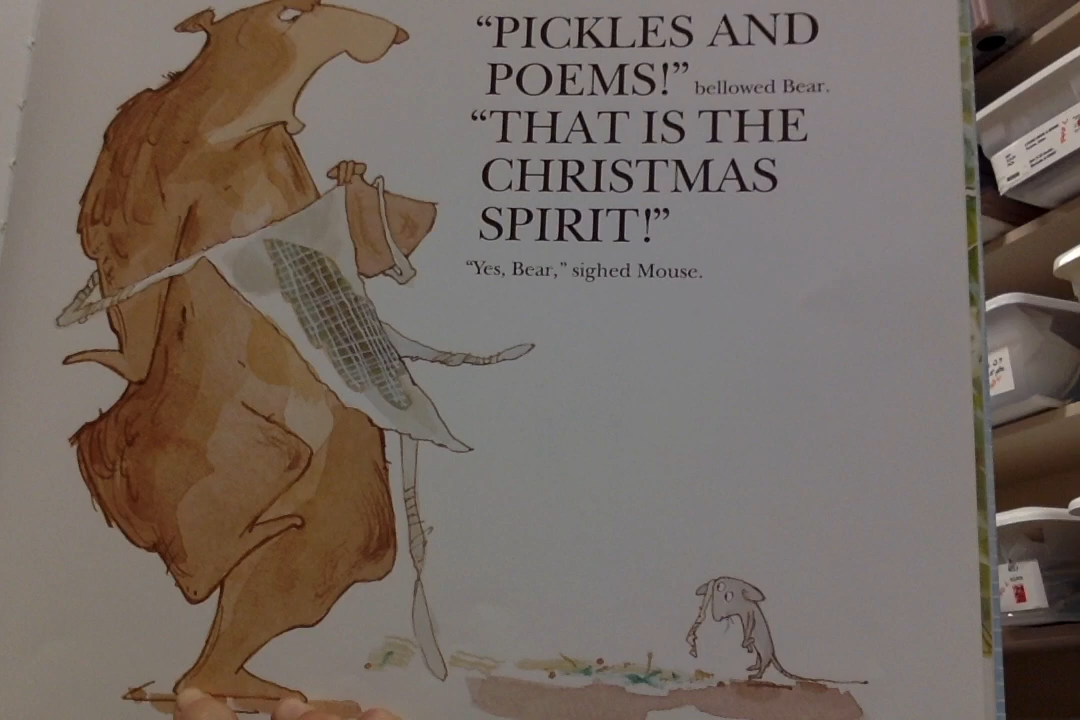 “PICKLES AND
POEMS!” bellowed Bear.
“THAT IS THE
CHRISTMAS
SPIRIT!”
“Yes, Bear,” sighed Mouse.